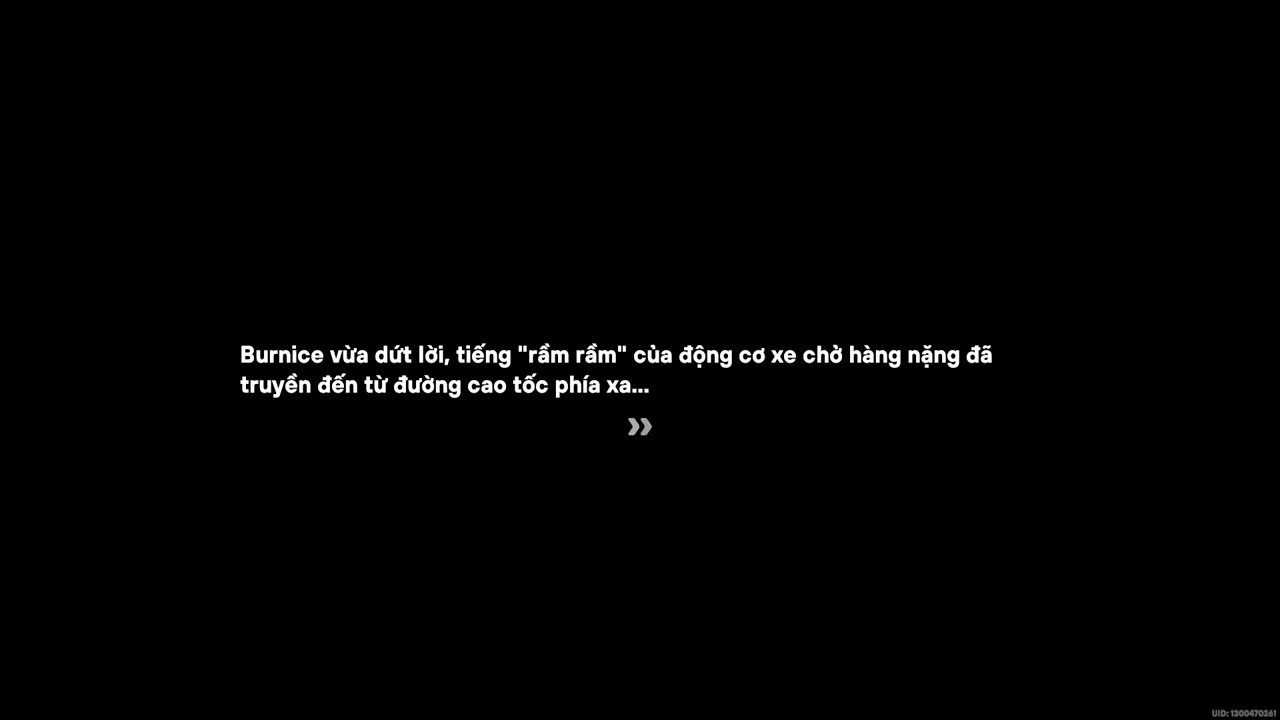 Burnice vừa dứt lời, tiếng "rầm rầm" của động cơ xe chở hàng nặng đã
truyền đến từ đường cao tốc phía xa...
UID: 1300470261